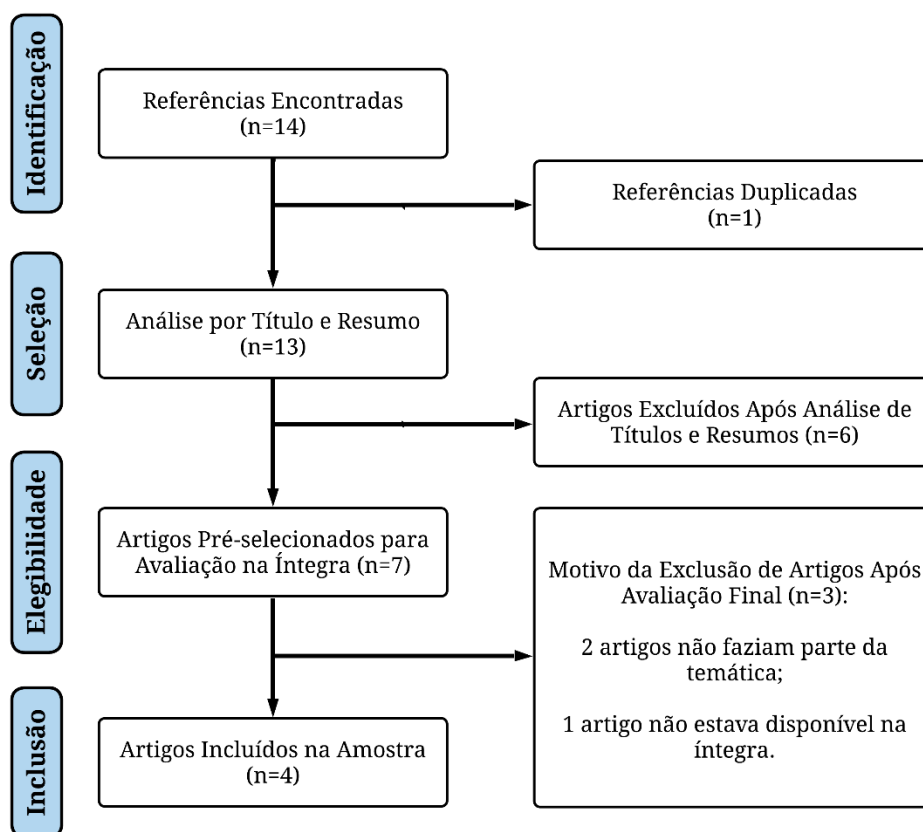 Identificação
Referências Encontradas
(n=14)
Referências Duplicadas
(n=1)
Seleção
Análise por Título e Resumo
(n=13)
Artigos Excluídos Após Análise de
Títulos e Resumos (n=6)
Elegibilidade
Artigos Pré-selecionados para
Avaliação na Íntegra (n=7)
Motivo da Exclusão de Artigos Após
Avaliação Final (n=3):
2 artigos não faziam parte da
temática;
1 artigo não estava disponível na
íntegra.
Inclusão
Artigos Incluídos na Amostra
(n=4)